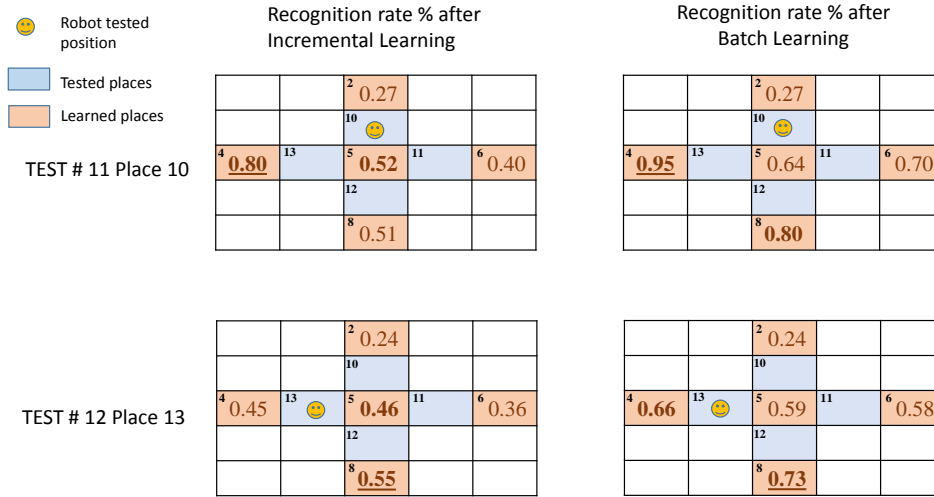 Robot tested
position
Tested places
Learned places
Recognition rate % after
Incremental Learning
Recognition rate % after
Batch Learning
TEST # 11 Place 10
2 0.27
10
4 0.80 13 5 0.52 11 6 0.40
12
8 0.51
2 0.27
10
4 0.95 13 5 0.64 11 6 0.70
12
8 0.80
TEST # 12 Place 13
2 0.24
10
4 0.45 13 5 0.46 11 6 0.36
12
8 0.55
2 0.24
10
4 0.66 13 5 0.59 11 6 0.58
12
8 0.73